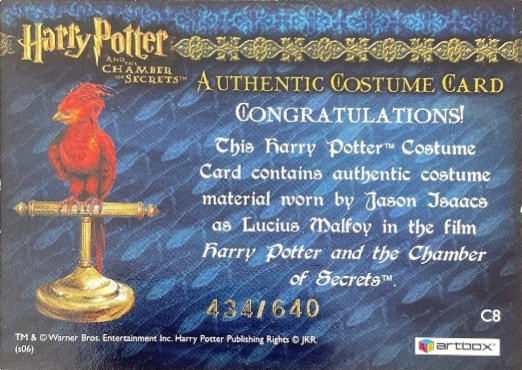 Harry Potter
AND THE
CHAMBER
OF SECRETS™
AUTHENTIC COSTUME CARD
CONGRATULATIONS!
This Harry Potter™ Costume
Card contains authentic costume
material worn by Jason Isaacs
as Lucius Malfoy in the film
Harry Potter and the Chamber
of Secrets™.
434/640
C8
TM & © Warner Bros. Entertainment Inc. Harry Potter Publishing Rights © JKR.
(s06)
artbox